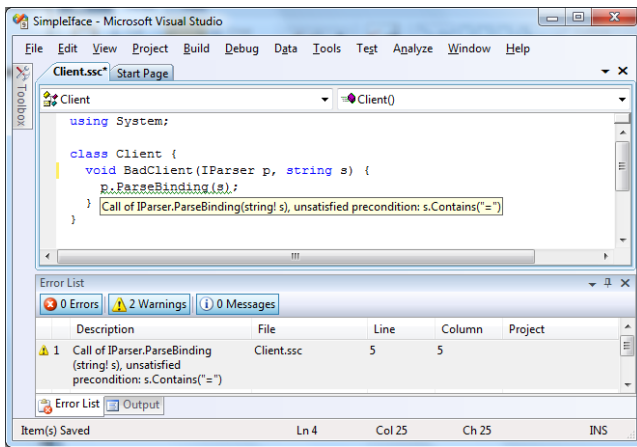 SimpleIface - Microsoft Visual Studio
File Edit View Project Build Debug Data Tools Test Analyze Window Help
Client.ssc* Start Page
Toolbox
Client Client()
using System;
class Client {
void BadClient(IParser p, string s) {
p.ParseBinding(s);
}
Call of IParser.ParseBinding(string! s), unsatisfied precondition: s.Contains("=")
}
Error List
0 Errors 2 Warnings 0 Messages
Description File Line Column Project
1 Call of IParser.ParseBinding Client.ssc 5 5
(string! s), unsatisfied
precondition: s.Contains("=")
Error List Output
Item(s) Saved Ln 4 Col 25 Ch 25 INS